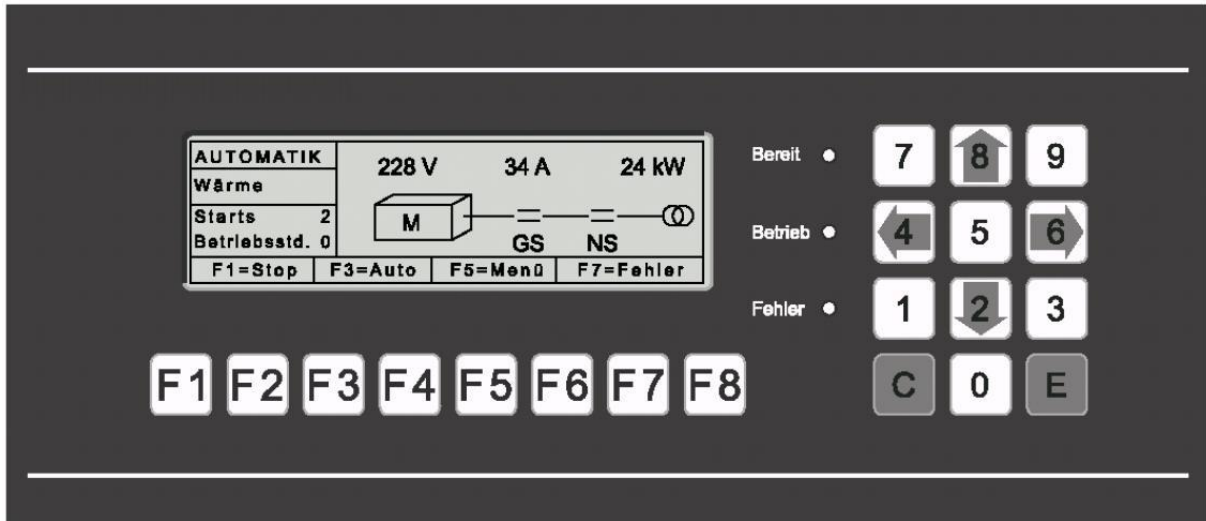 AUTOMATIK
Wärme
Starts 2
Betriebsstd. 0
228 V 34 A 24 kW
M
GS NS
F1=Stop F3=Auto F5=Menü F7=Fehler
Bereit
Betrieb
Fehler
7 8 9
4 5 6
1 2 3
C 0 E
F1 F2 F3 F4 F5 F6 F7 F8